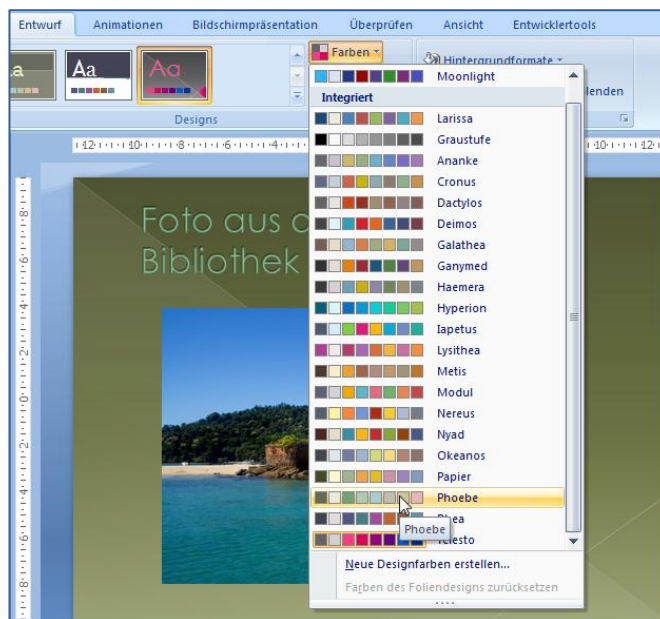 Entwurf Animationen Bildschirmpräsentation Überprüfen Ansicht Entwicklertools
Aa Aa
Farben
Hintergrundformate
Designs
Moonlight
Integriert
Larissa
Graustufe
Ananke
Cronus
Dactylos
Deimos
Galathea
Ganymed
Haemera
Hyperion
Iapetus
Lysithea
Metis
Modul
Nereus
Nyad
Okeanos
Papier
Phoebe
Phoebe
Telesto
Neue Designfarben erstellen...
Farben des Foliendesigns zurücksetzen
Foto aus
Bibliothek